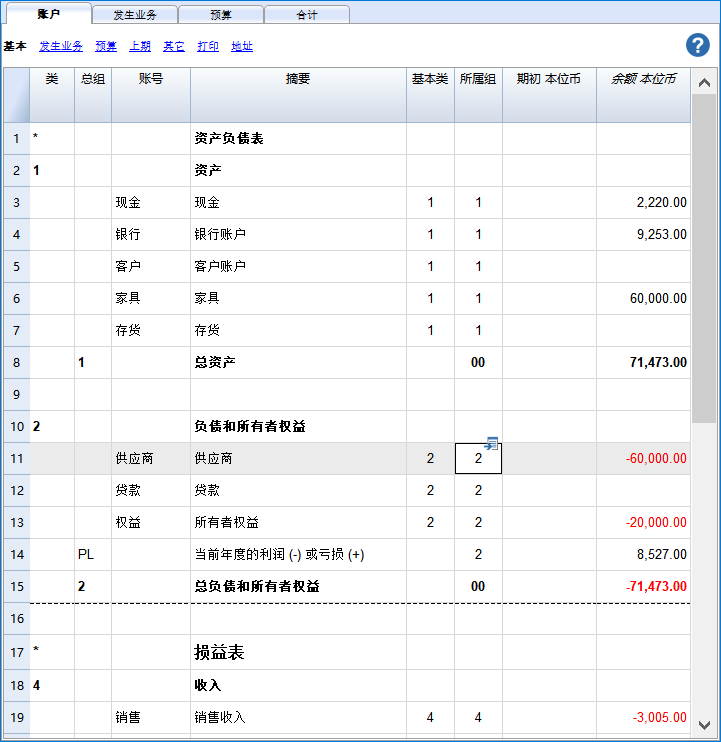 账户 发生业务 预算 合计
基本 发生业务 预算 上期 其它 打印 地址 ?
类 总组 账号 摘要 基本类 所属组 期初 本位币 余额 本位币
1 * 资产负债表
2 1 资产
3 现金 现金 1 1 2,220.00
4 银行 银行账户 1 1 9,253.00
5 客户 客户账户 1 1
6 家具 家具 1 1 60,000.00
7 存货 存货 1 1
8 1 总资产 00 71,473.00
9
10 2 负债和所有者权益
11 供应商 供应商 2 2 -60,000.00
12 贷款 贷款 2 2
13 权益 所有者权益 2 2 -20,000.00
14 PL 当前年度的利润 (-) 或亏损 (+) 2 8,527.00
15 2 总负债和所有者权益 00 -71,473.00
16
17 * 损益表
18 4 收入
19 销售 销售收入 4 4 -3,005.00